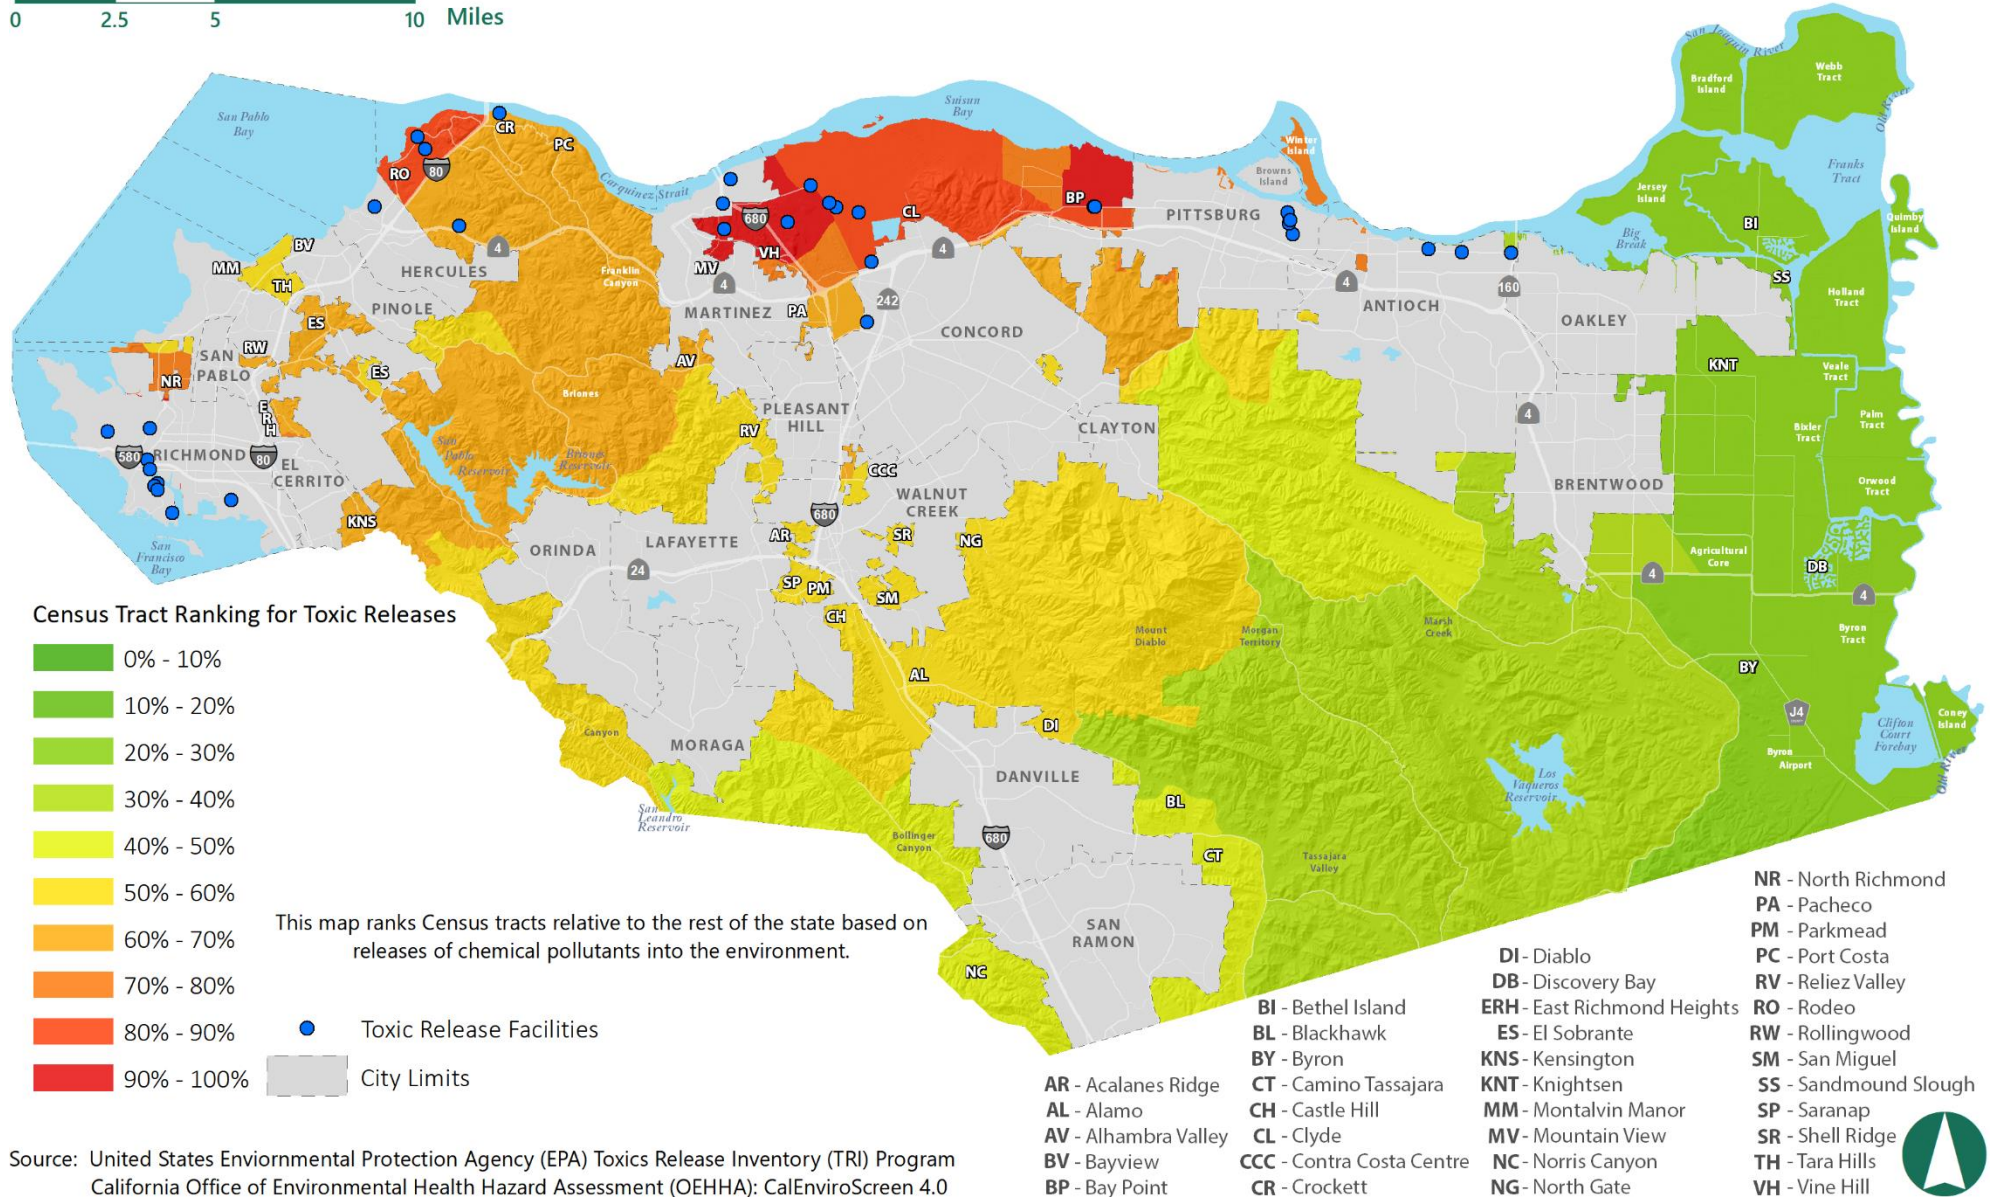 0 2.5 5 10 Miles
San Joaquin River
Webb
Tract
Bradford
Island
Old River
San Pablo
Bay
Suisun
Bay
CR
PC
Winter
Island
Franks
Tract
RO
80
Carquinez Strait
Browns
Island
Jersey
Island
BP
PITTSBURG
CL
680
BI
Quimby
Island
Big
Break
BV
4
VH
4
MM
HERCULES
MV
Franklin
Canyon
TH
4
4
SS
242
160
Holland
Tract
PINOLE
MARTINEZ
PA
ANTIOCH
OAKLEY
ES
CONCORD
RW
SAN
PABLO
AV
KNT
Veale
Tract
NR
ES
Briones
E
R
H
PLEASANT
HILL
4
Palm
Tract
RV
CLAYTON
Bixler
Tract
580
RICHMOND
80
EL
CERRITO
San
Pablo
Reservoir
Briones
Reservoir
CCC
WALNUT
CREEK
BRENTWOOD
Orwood
Tract
KNS
680
AR
SR
NG
San
Francisco
Bay
ORINDA
LAFAYETTE
24
Agricultural
Core
4
DB
4
SP
PM
SM
CH
Byron
Tract
Mount
Diablo
Morgan
Territory
Marsh
Creek
AL
BY
DI
J4
Coney
Island
Canyon
MORAGA
Clifton
Court
Forebay
Byron
Airport
Old River
DANVILLE
BL
Los
Vaqueros
Reservoir
San
Leandro
Reservoir
Bollinger
Canyon
680
CT
Tassajara
Valley
SAN
RAMON
NC
Census Tract Ranking for Toxic Releases
0% - 10%
10% - 20%
20% - 30%
30% - 40%
40% - 50%
50% - 60%
60% - 70%
70% - 80%
80% - 90%
90% - 100%
This map ranks Census tracts relative to the rest of the state based on
releases of chemical pollutants into the environment.
Toxic Release Facilities
City Limits
AR - Acalanes Ridge
AL - Alamo
AV - Alhambra Valley
BV - Bayview
BP - Bay Point
BI - Bethel Island
BL - Blackhawk
BY - Byron
CT - Camino Tassajara
CH - Castle Hill
CL - Clyde
CCC - Contra Costa Centre
CR - Crockett
DI - Diablo
DB - Discovery Bay
ERH - East Richmond Heights
ES - El Sobrante
KNS - Kensington
KNT - Knightsen
MM - Montalvin Manor
MV - Mountain View
NC - Norris Canyon
NG - North Gate
NR - North Richmond
PA - Pacheco
PM - Parkmead
PC - Port Costa
RV - Reliez Valley
RO - Rodeo
RW - Rollingwood
SM - San Miguel
SS - Sandmound Slough
SP - Saranap
SR - Shell Ridge
TH - Tara Hills
VH - Vine Hill
Source: United States Enviornmental Protection Agency (EPA) Toxics Release Inventory (TRI) Program
California Office of Environmental Health Hazard Assessment (OEHHA): CalEnviroScreen 4.0